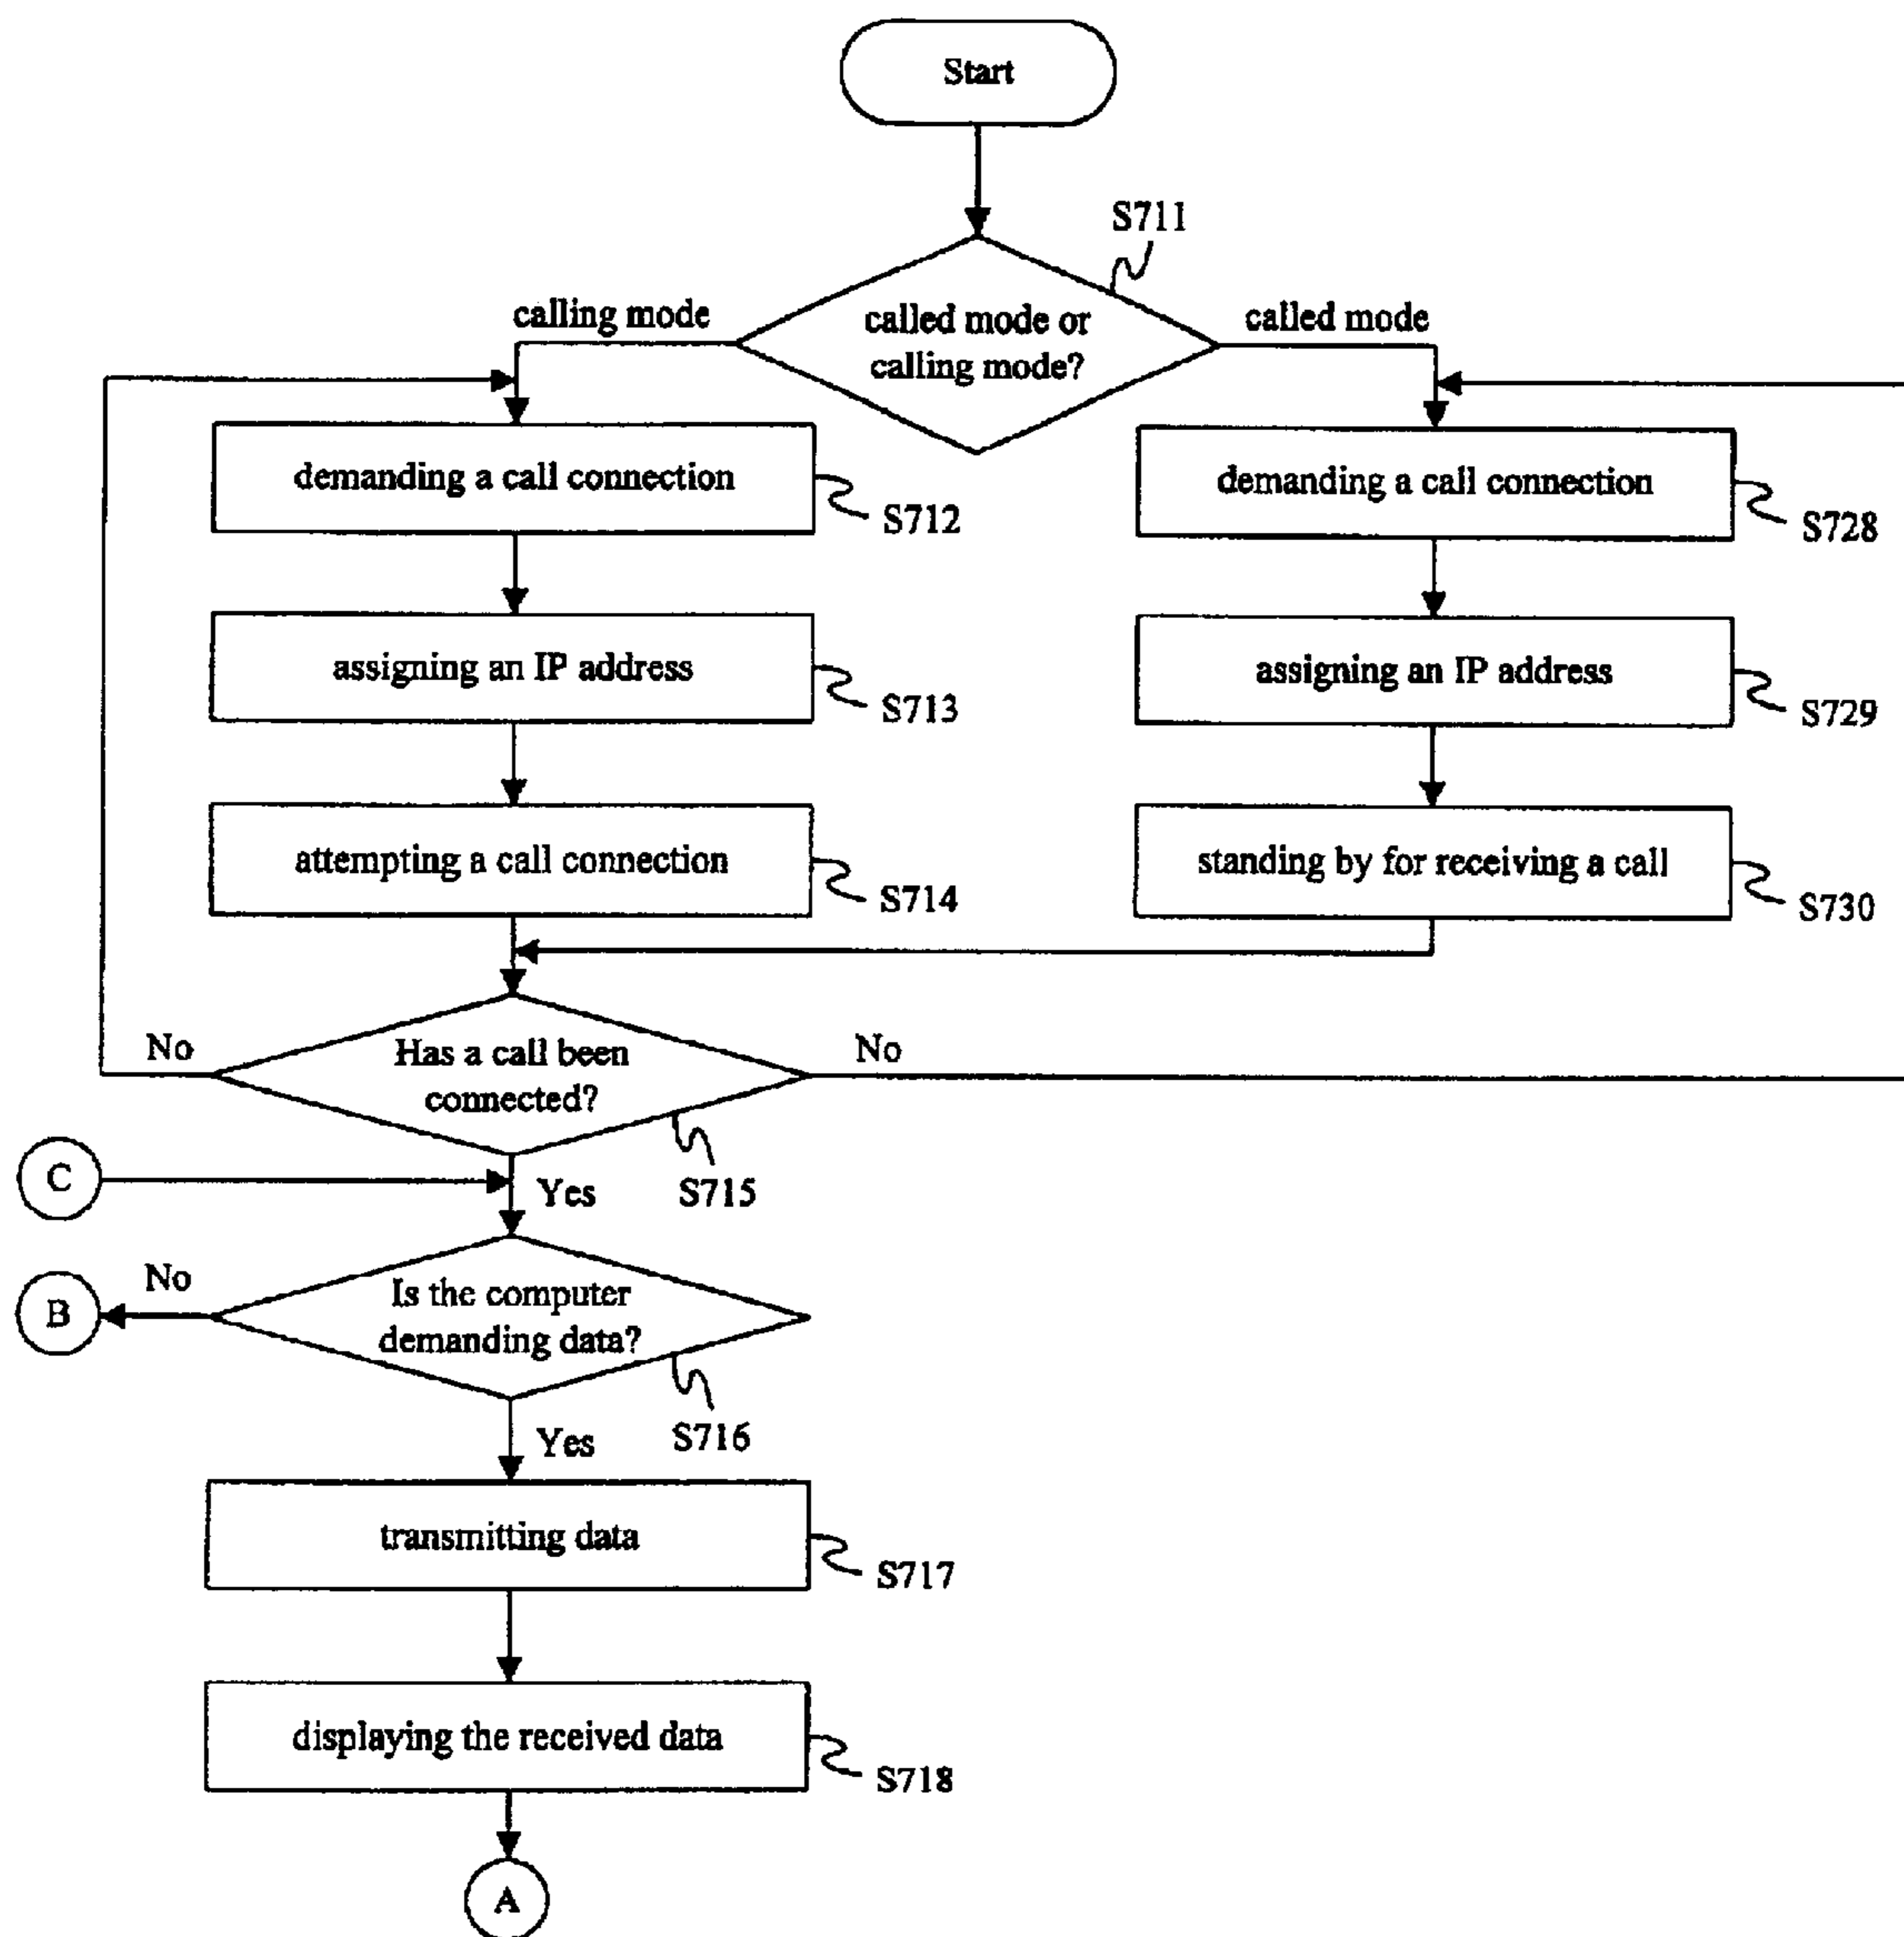 Start
S711
calling mode
called mode or
calling mode?
called mode
demanding a call connection
S712
demanding a call connection
S728
assigning an IP address
S713
assigning an IP address
S729
attempting a call connection
S714
standing by for receiving a call
S730
No
Has a call been
connected?
No
S715
C
Yes
No
B
Is the computer
demanding data?
S716
Yes
transmitting data
S717
displaying the received data
S718
A